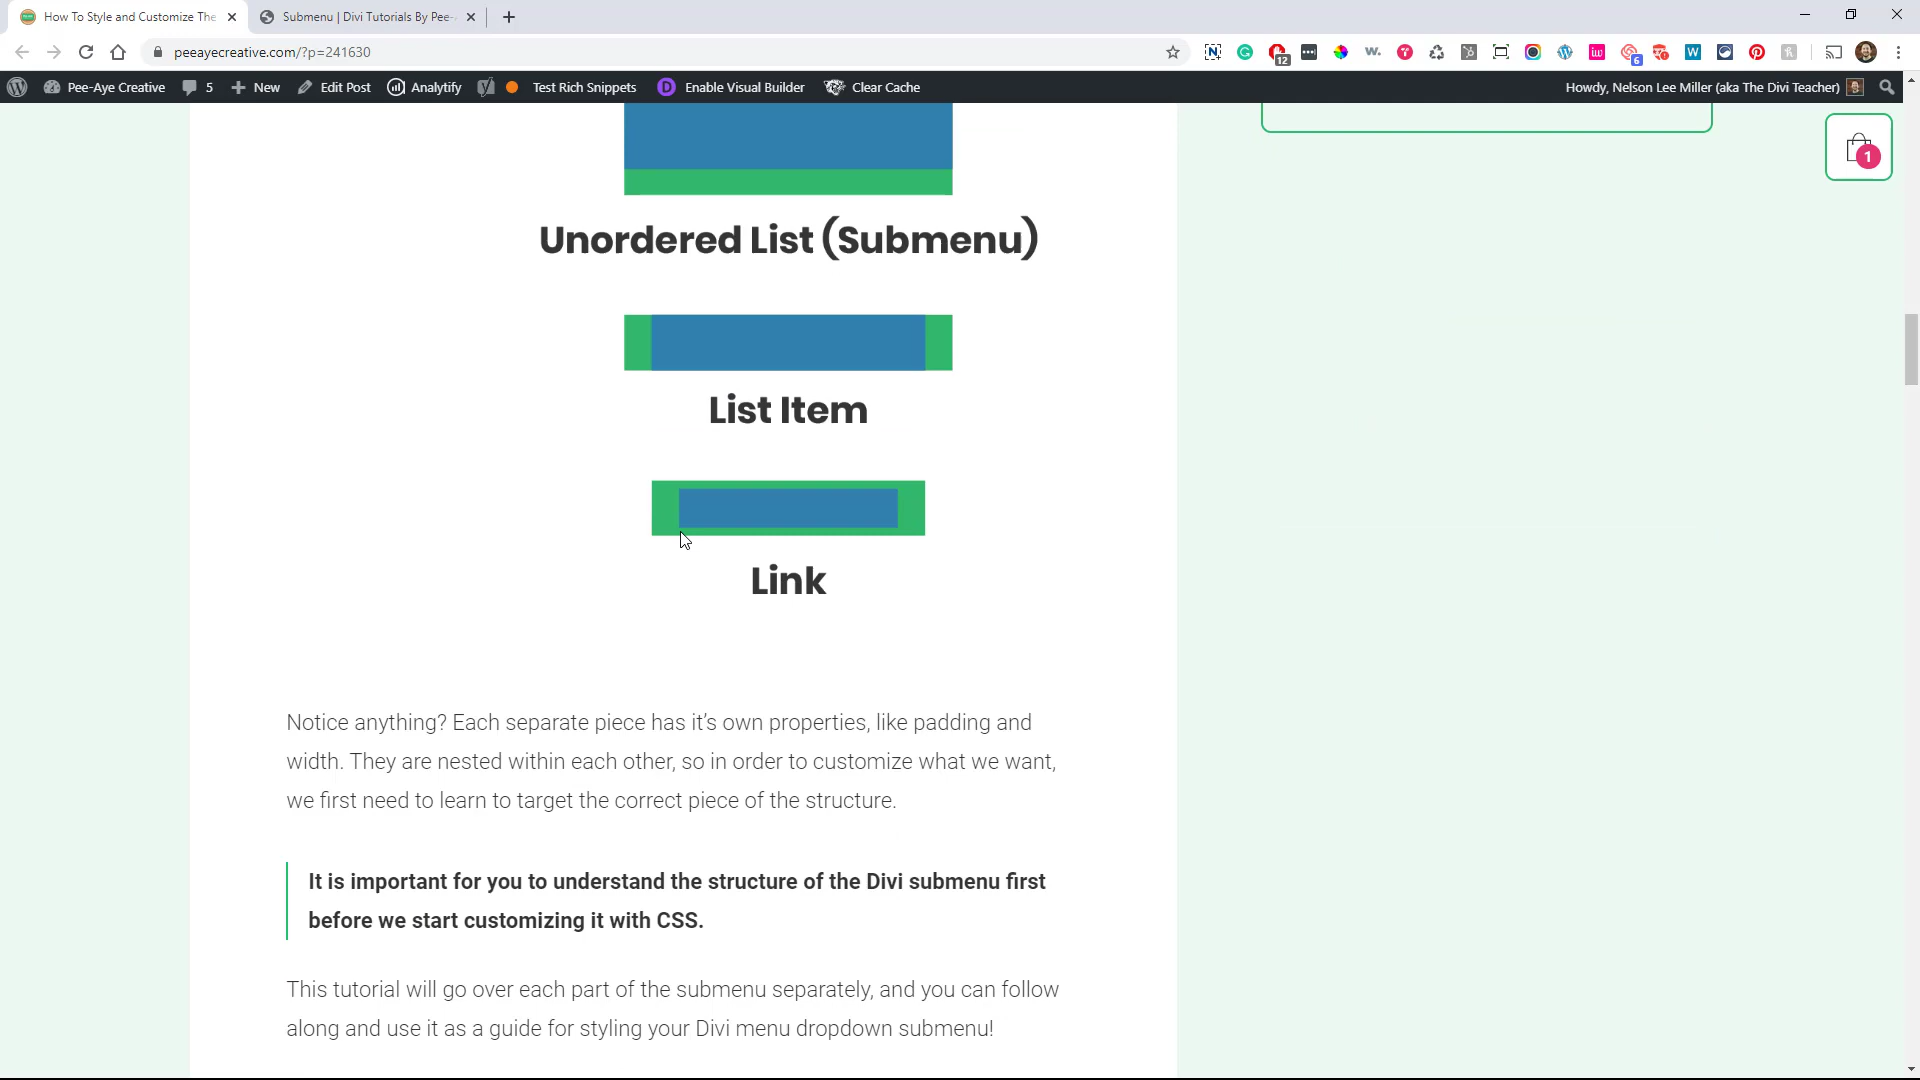 How To Style and Customize The
Submenu | Divi Tutorials By Pee-
peeayecreative.com/?p=241630
12
6
Pee-Aye Creative
5
New
Edit Post
Analytify
Test Rich Snippets
Enable Visual Builder
Clear Cache
Howdy, Nelson Lee Miller (aka The Divi Teacher)
1
Unordered List (Submenu)
List Item
Link
Notice anything? Each separate piece has it’s own properties, like padding and
width. They are nested within each other, so in order to customize what we want,
we first need to learn to target the correct piece of the structure.
It is important for you to understand the structure of the Divi submenu first
before we start customizing it with CSS.
This tutorial will go over each part of the submenu separately, and you can follow
along and use it as a guide for styling your Divi menu dropdown submenu!